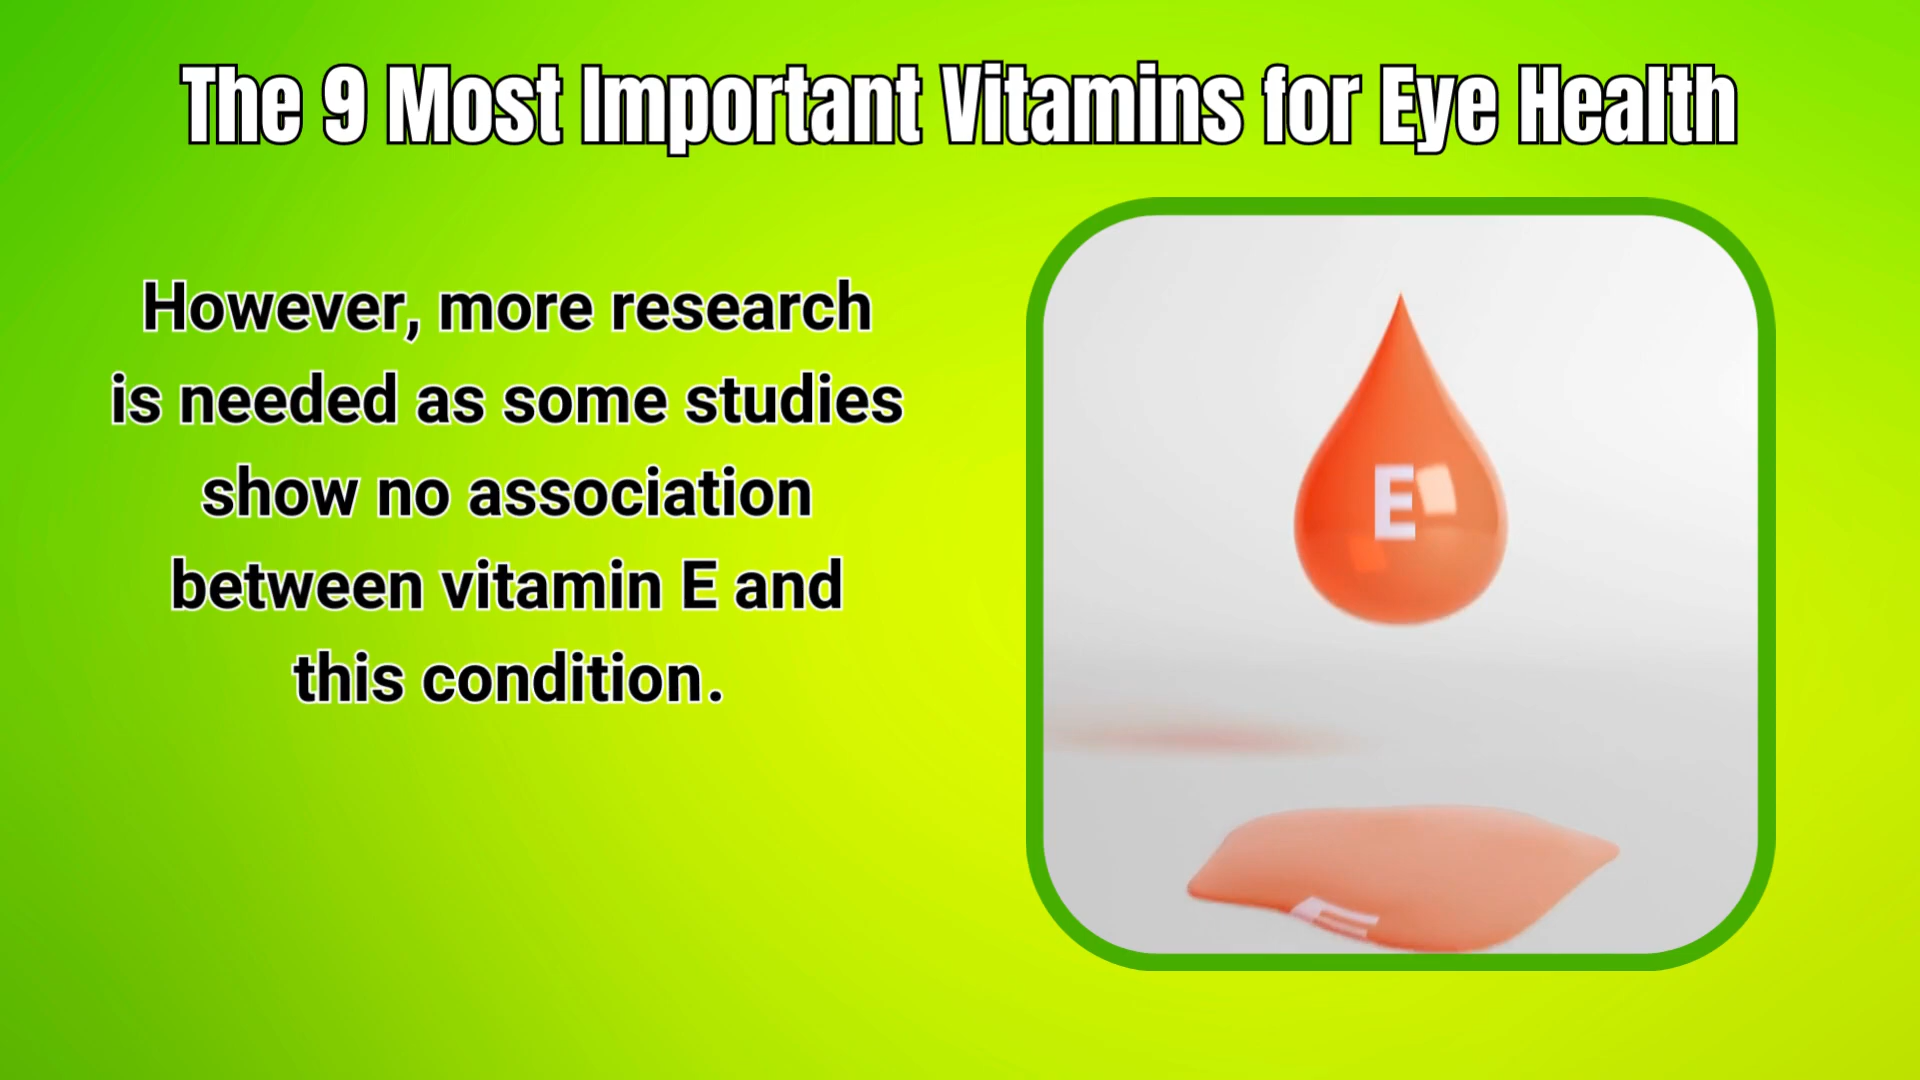 The 9 Most Important Vitamins for Eye Health
However, more research
is needed as some studies
show no association
between vitamin E and
this condition.
E
E